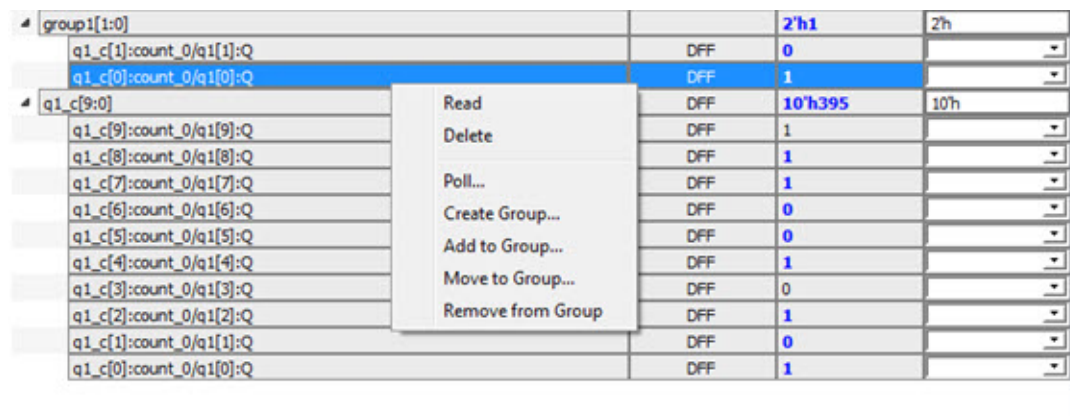 group1[1:0] 2'h1 2'h
q1_c[1]:count_0/q1[1]:Q DFF 0
q1_c[0]:count_0/q1[0]:Q DFF 1
q1_c[9:0] DFF 10'h395 10'h
q1_c[9]:count_0/q1[9]:Q DFF 1
q1_c[8]:count_0/q1[8]:Q DFF 1
q1_c[7]:count_0/q1[7]:Q DFF 1
q1_c[6]:count_0/q1[6]:Q DFF 0
q1_c[5]:count_0/q1[5]:Q DFF 0
q1_c[4]:count_0/q1[4]:Q DFF 1
q1_c[3]:count_0/q1[3]:Q DFF 0
q1_c[2]:count_0/q1[2]:Q DFF 1
q1_c[1]:count_0/q1[1]:Q DFF 0
q1_c[0]:count_0/q1[0]:Q DFF 1
Read
Delete
Poll...
Create Group...
Add to Group...
Move to Group...
Remove from Group